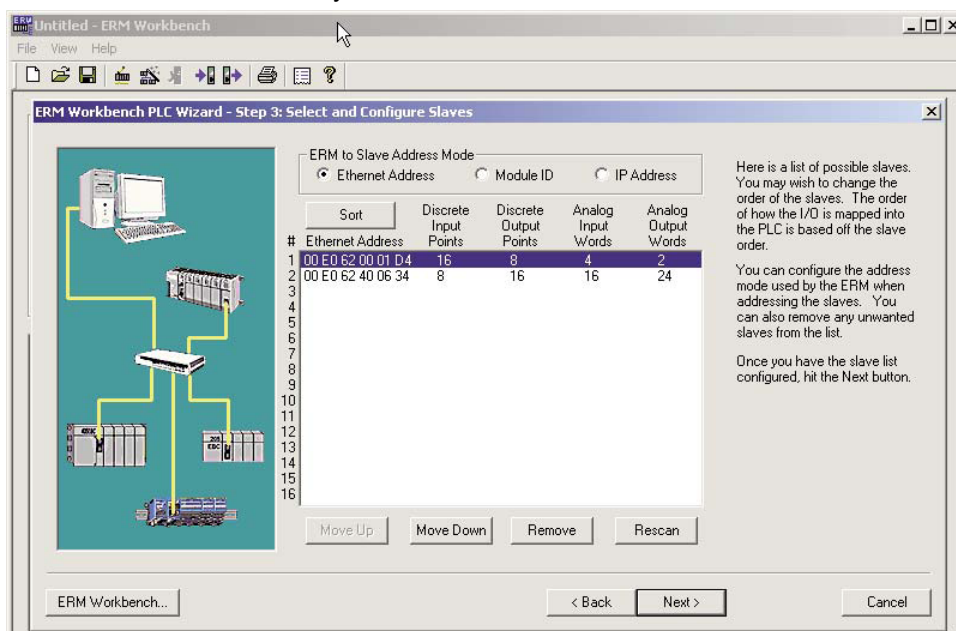 Untitled - ERM Workbench
File View Help
ERM Workbench PLC Wizard - Step 3: Select and Configure Slaves
ERM to Slave Address Mode
Ethernet Address Module ID IP Address
Sort
# Ethernet Address Discrete Input Points Discrete Output Points Analog Input Words Analog Output Words
1 00 E0 62 00 01 D4 16 8 4 2
2 00 E0 62 40 06 34 8 16 16 24
3
4
5
6
7
8
9
10
11
12
13
14
15
16
Move Up Move Down Remove Rescan
Here is a list of possible slaves.
You may wish to change the
order of the slaves. The order
of how the I/O is mapped into
the PLC is based off the slave
order.
You can configure the address
mode used by the ERM when
addressing the slaves. You
can also remove any unwanted
slaves from the list.
Once you have the slave list
configured, hit the Next button.
ERM Workbench... < Back Next > Cancel